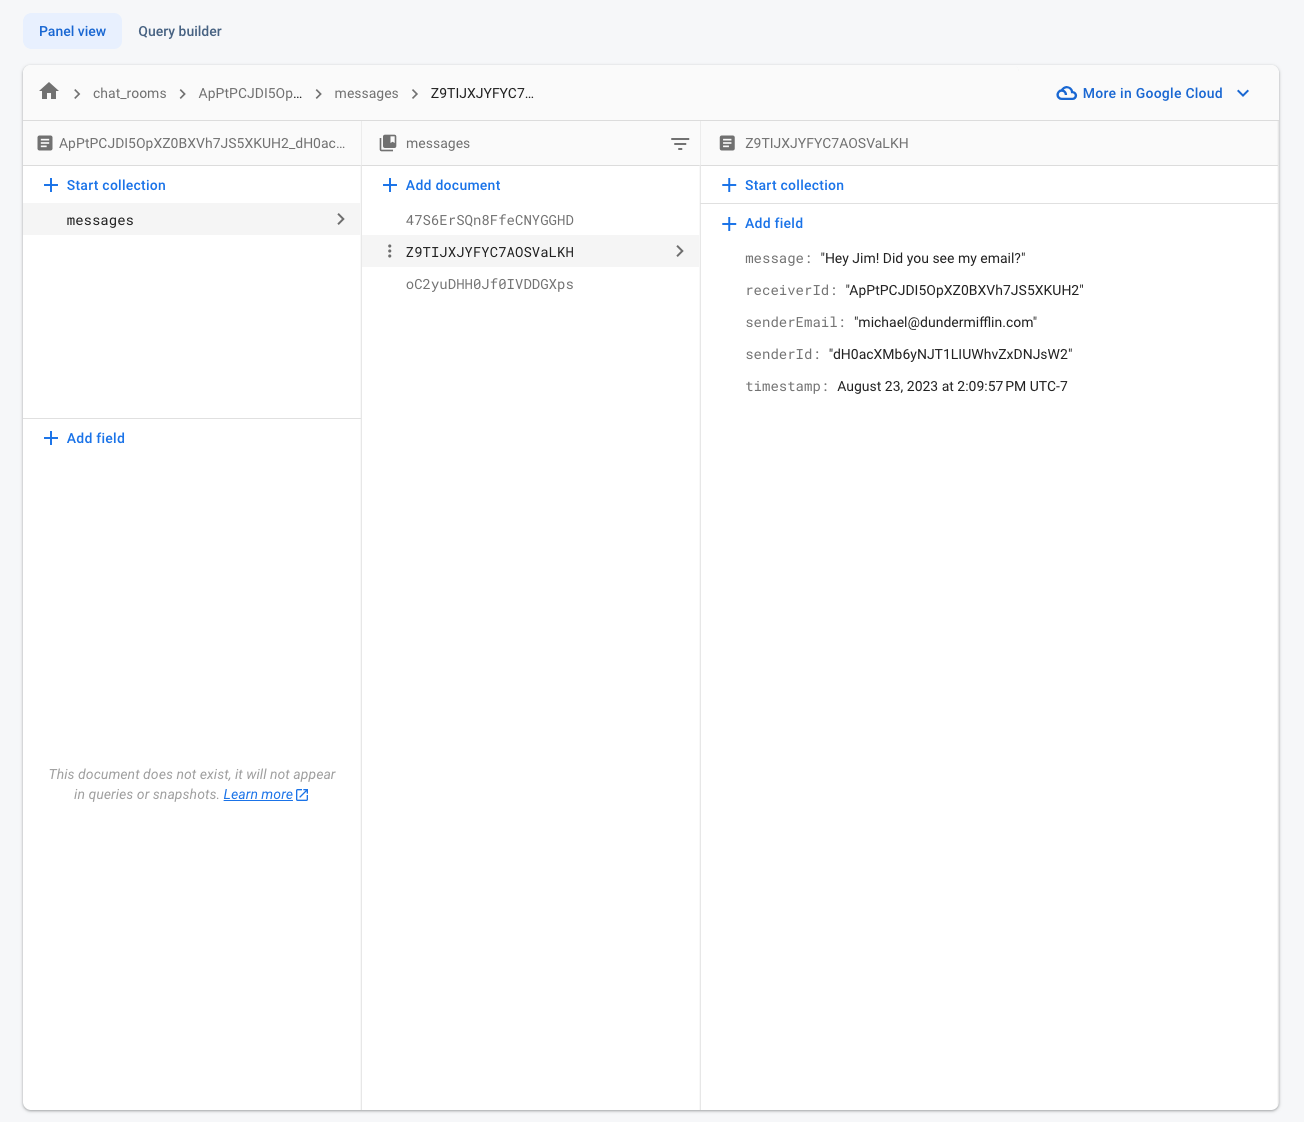 Panel view Query builder
chat_rooms ApPtPCJDI5Op... messages Z9TIJXJYFYC7... More in Google Cloud
ApPtPCJDI5OpXZ0BXVh7JS5XKUH2_dH0ac...
Start collection
messages
Add field
This document does not exist, it will not appear
in queries or snapshots. Learn more
messages
Add document
47S6ErSQn8FfeCNYGGHD
Z9TIJXJYFYC7AOSVaLKH
oC2yuDHH0Jf0IVDDGXps
Z9TIJXJYFYC7AOSVaLKH
Start collection
Add field
message: "Hey Jim! Did you see my email?"
receiverId: "ApPtPCJDI5OpXZ0BXVh7JS5XKUH2"
senderEmail: "michael@dundermifflin.com"
senderId: "dH0acXMb6yNJT1LIUWhvZxDNJsW2"
timestamp: August 23, 2023 at 2:09:57 PM UTC-7